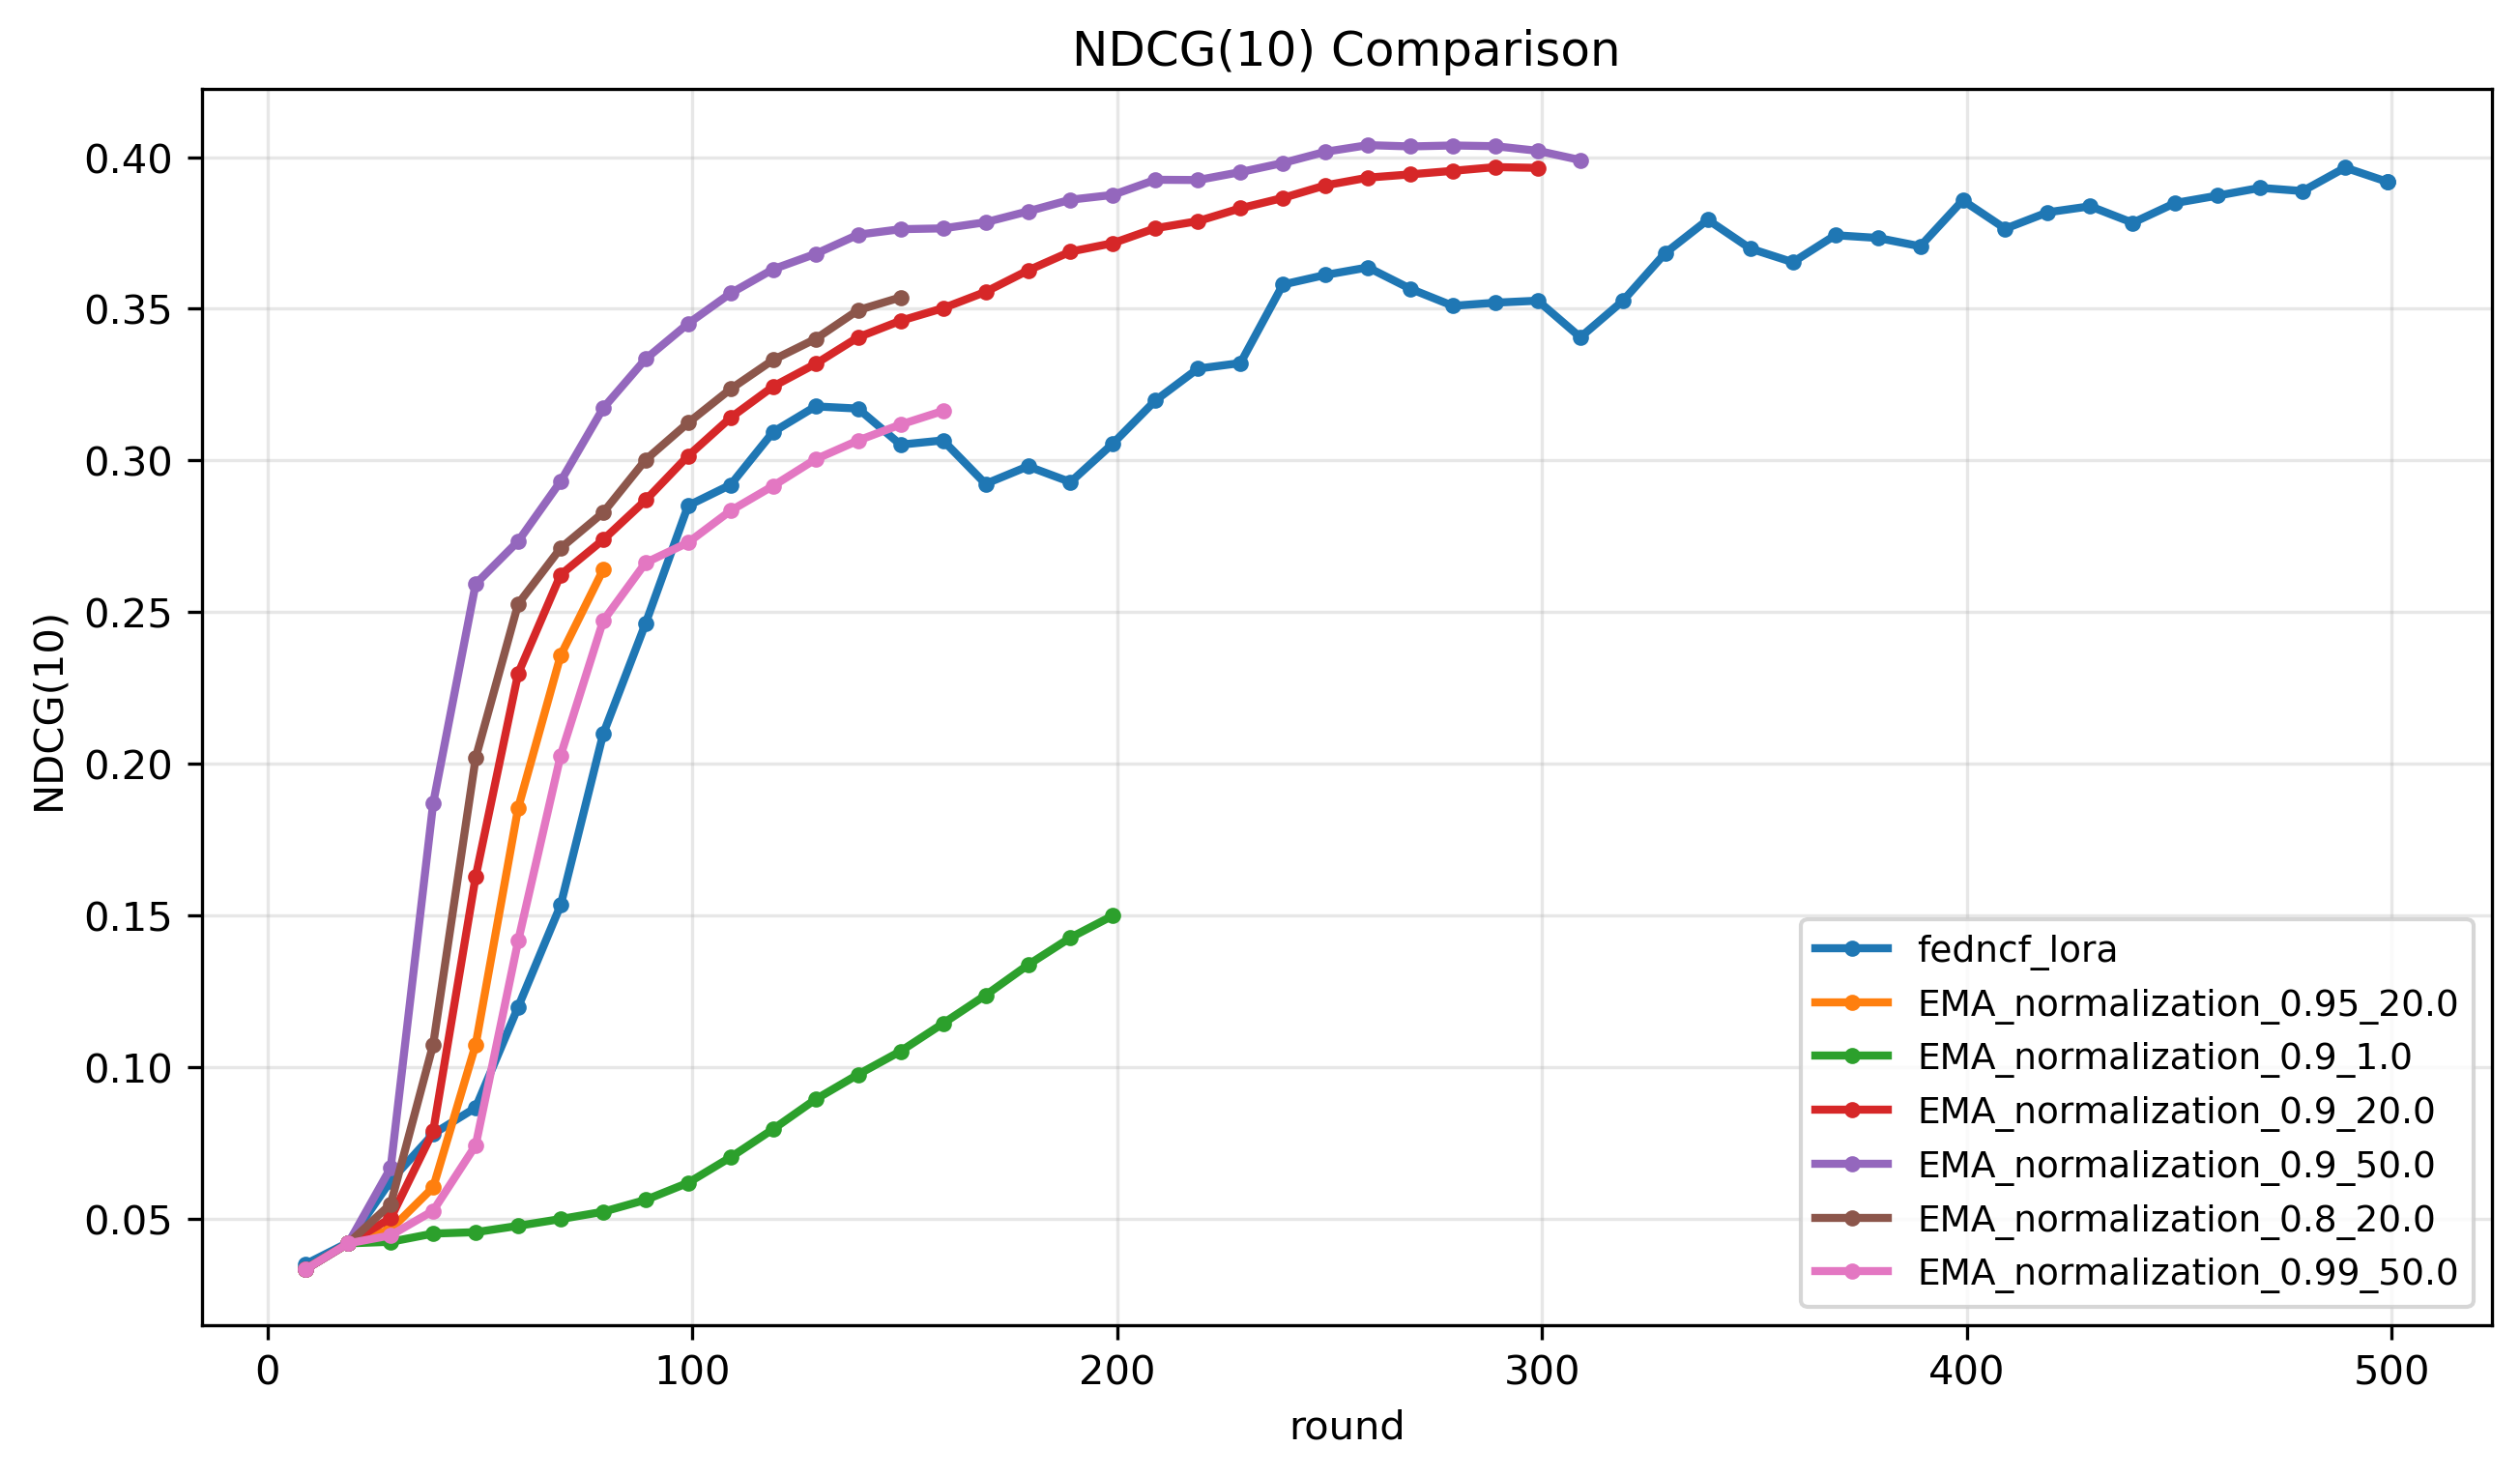 NDCG(10) Comparison
NDCG(10)
0.40
0.35
0.30
0.25
0.20
0.15
0.10
0.05
0 100 200 300 400 500
round
fedncf_lora
EMA_normalization_0.95_20.0
EMA_normalization_0.9_1.0
EMA_normalization_0.9_20.0
EMA_normalization_0.9_50.0
EMA_normalization_0.8_20.0
EMA_normalization_0.99_50.0